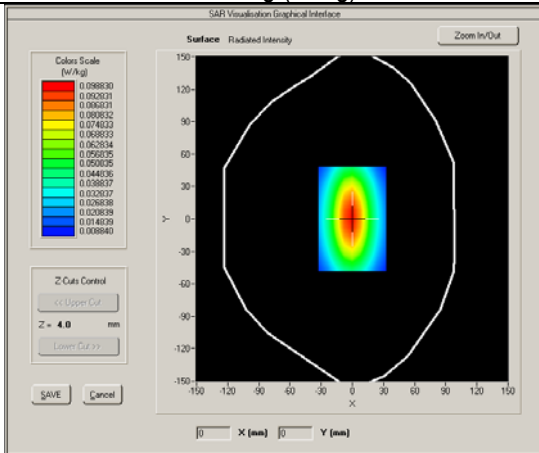 SAR Visualisation Graphical Interface
Surface Radiated Intensity
Zoom In/Out
Colors Scale
(W/kg)
0.098830
0.092831
0.086831
0.080832
0.074833
0.068833
0.062834
0.056835
0.050835
0.044836
0.038837
0.032837
0.026838
0.020839
0.014839
0.008840
150
120
90
60
30
0
-30
-60
-90
-120
-150
Y
-150 -120 -90 -60 -30 0 30 60 90 120 150
X
Z-Cuts Control
<< Upper Cut
Z = 4.0 mm
Lower Cut >>
SAVE Cancel
0 X (mm) 0 Y (mm)